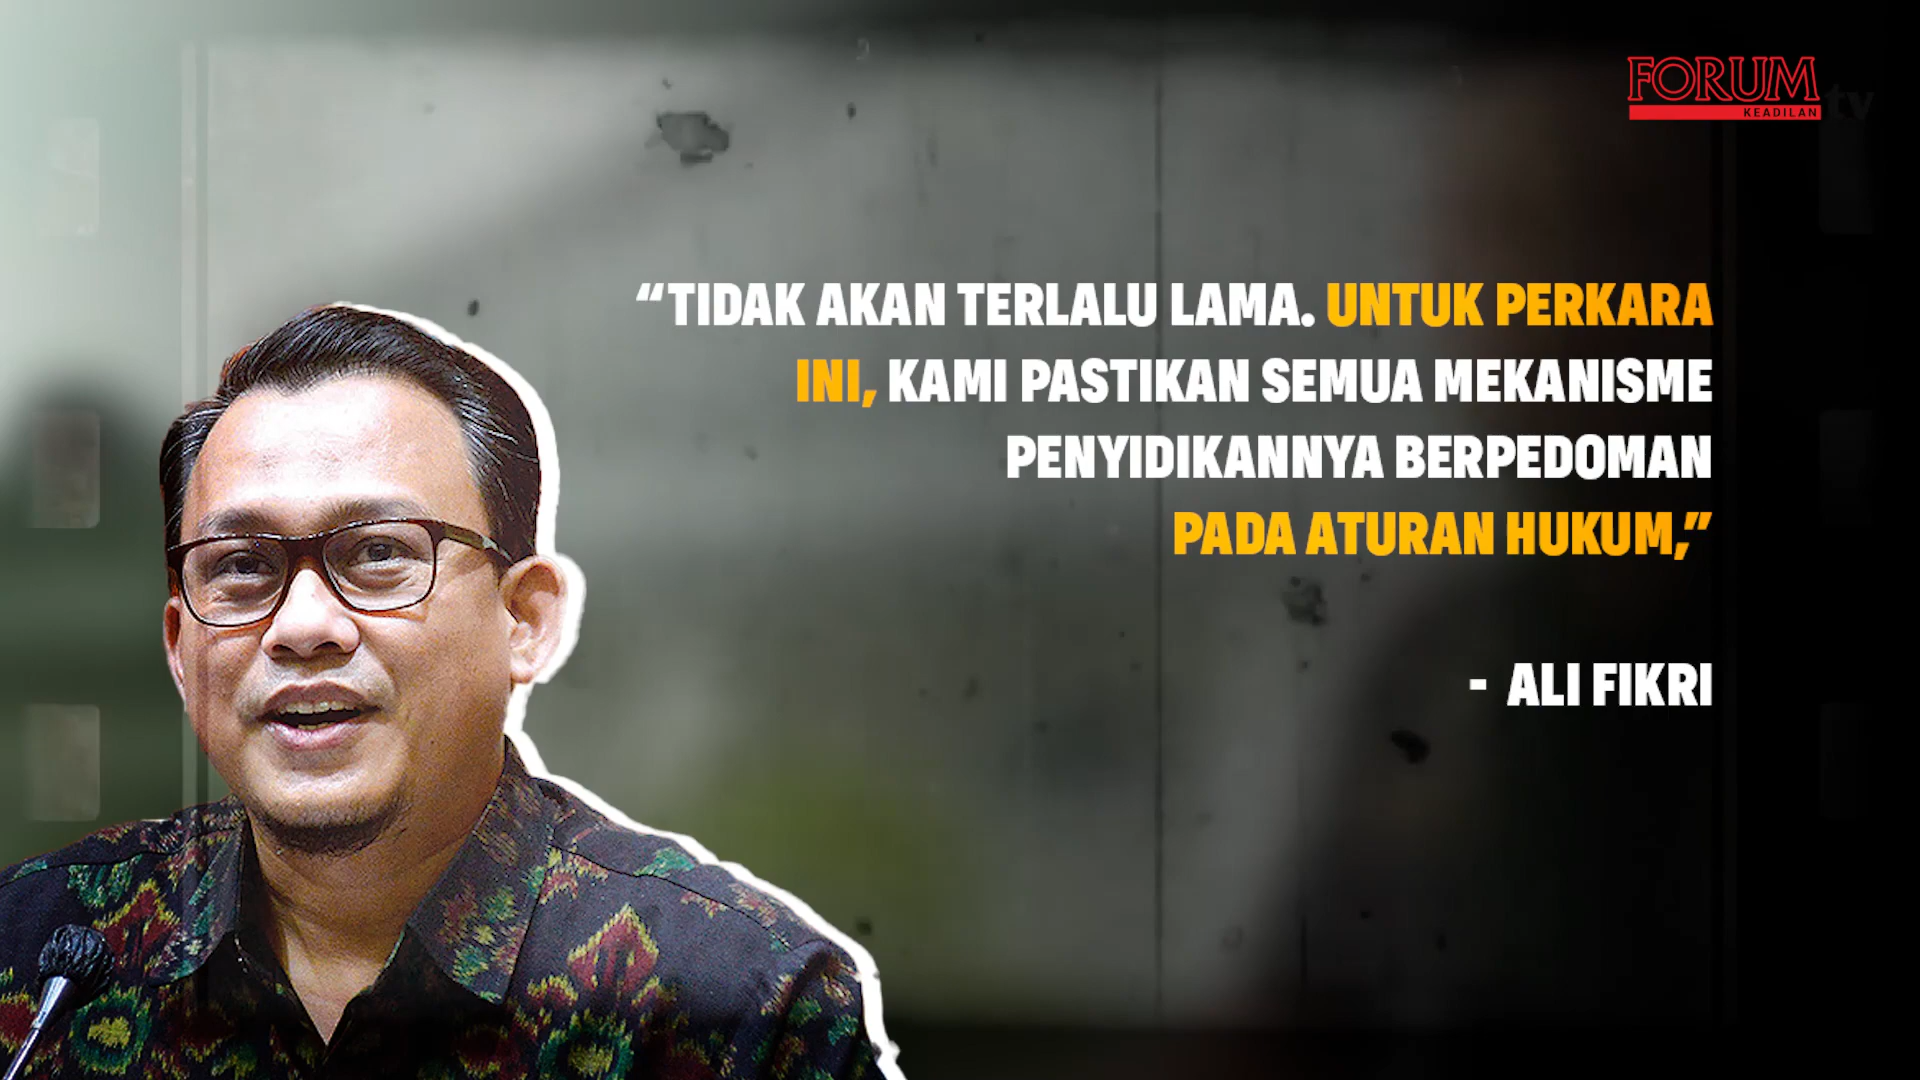 FORUM
KEADILAN
tv
“TIDAK AKAN TERLALU LAMA. UNTUK PERKARA
INI, KAMI PASTIKAN SEMUA MEKANISME
PENYIDIKANNYA BERPEDOMAN
PADA ATURAN HUKUM,”
- ALI FIKRI